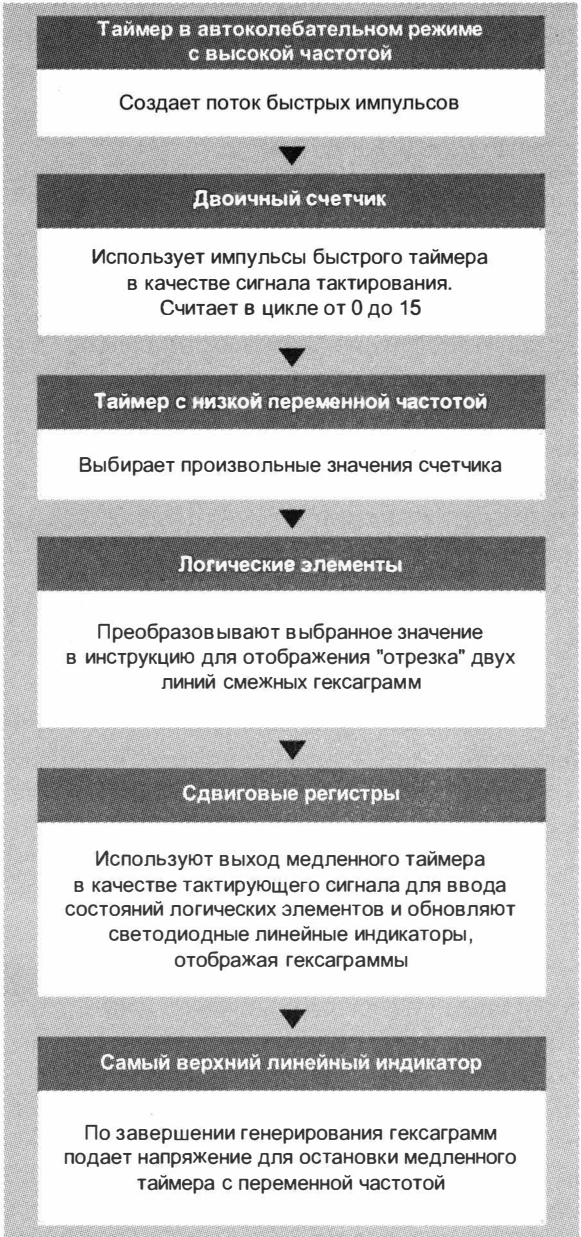 Таймер в автоколебательном режиме
с высокой частотой
Создает поток быстрых импульсов
Двоичный счетчик
Использует импульсы быстрого таймера
в качестве сигнала тактирования.
Считает в цикле от 0 до 15
Таймер с низкой переменной частотой
Выбирает произвольные значения счетчика
Логические элементы
Преобразовывают выбранное значение
в инструкцию для отображения "отрезка" двух
линий смежных гексаграмм
Сдвиговые регистры
Используют выход медленного таймера
в качестве тактирующего сигнала для ввода
состояний логических элементов и обновляют
светодиодные линейные индикаторы,
отображая гексаграммы
Самый верхний линейный индикатор
По завершении генерирования гексаграмм
подает напряжение для остановки медленного
таймера с переменной частотой